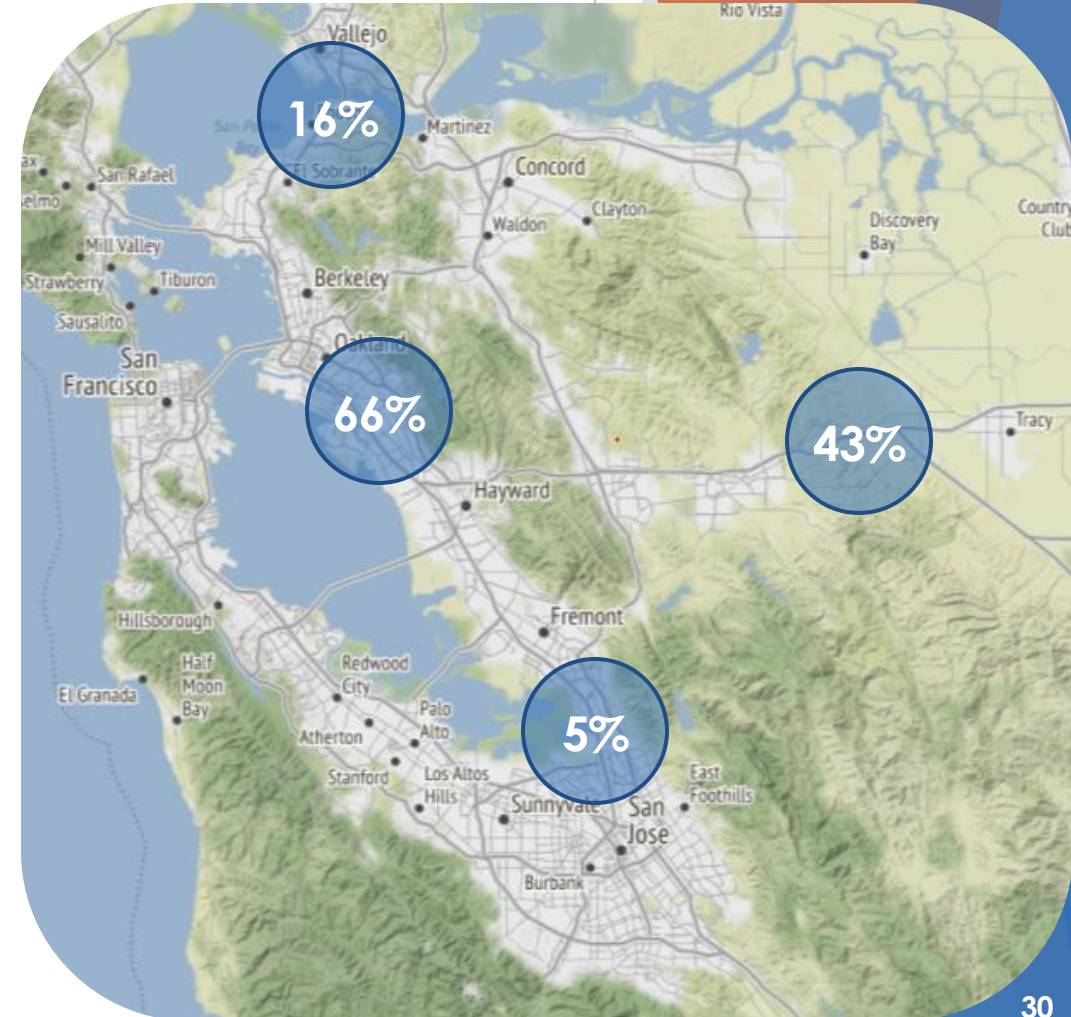 Rio Vista
Vallejo
16%
Martinez
El Sobrante
San Rafael
Concord
Clayton
Waldon
Discovery
Bay
Country
Club
Mill Valley
Strawberry
Tiburon
Sausalito
Berkeley
San
Francisco
Oakland
66%
43%
Tracy
Hayward
Hillsborough
Fremont
Half
Moon
Bay
El Granada
Redwood
City
Atherton
Palo
Alto
Stanford
Los Altos
Hills
5%
East
Foothills
Sunnyvale
San
Jose
Burbank
30